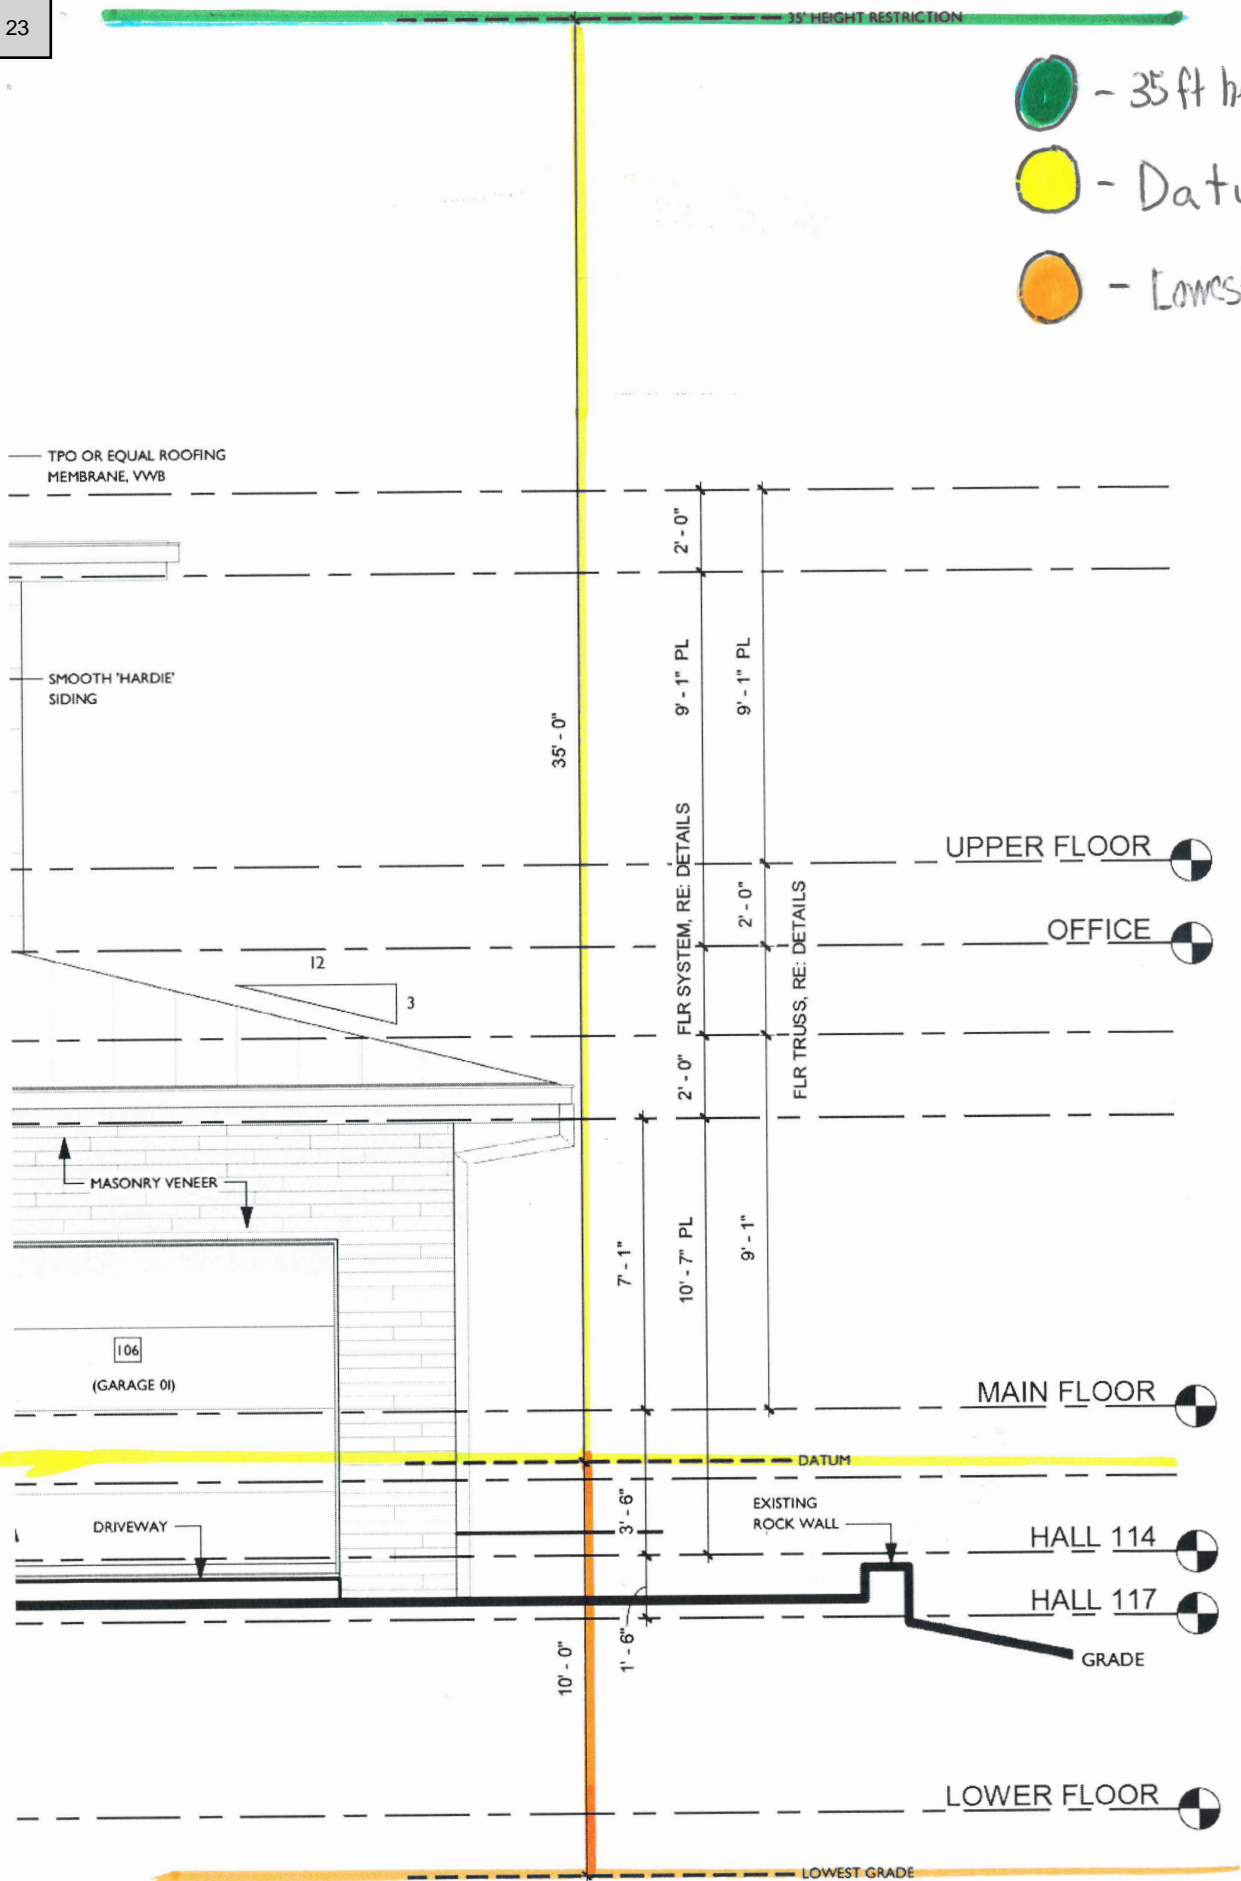 23
35' HEIGHT RESTRICTION
- 35 ft
- Datu
- Lowes
TPO OR EQUAL ROOFING
MEMBRANE, VWB
2' - 0"
SMOOTH 'HARDIE'
SIDING
9' - 1" PL
9' - 1" PL
35' - 0"
UPPER FLOOR
FLR SYSTEM, RE: DETAILS
2' - 0"
OFFICE
12
3
FLR TRUSS, RE: DETAILS
2' - 0"
MASONRY VENEER
7' - 1"
10' - 7" PL
9' - 1"
106
(GARAGE 01)
MAIN FLOOR
DATUM
3' - 6"
EXISTING
ROCK WALL
DRIVEWAY
HALL 114
HALL 117
1' - 6"
10' - 0"
GRADE
LOWER FLOOR
LOWEST GRADE